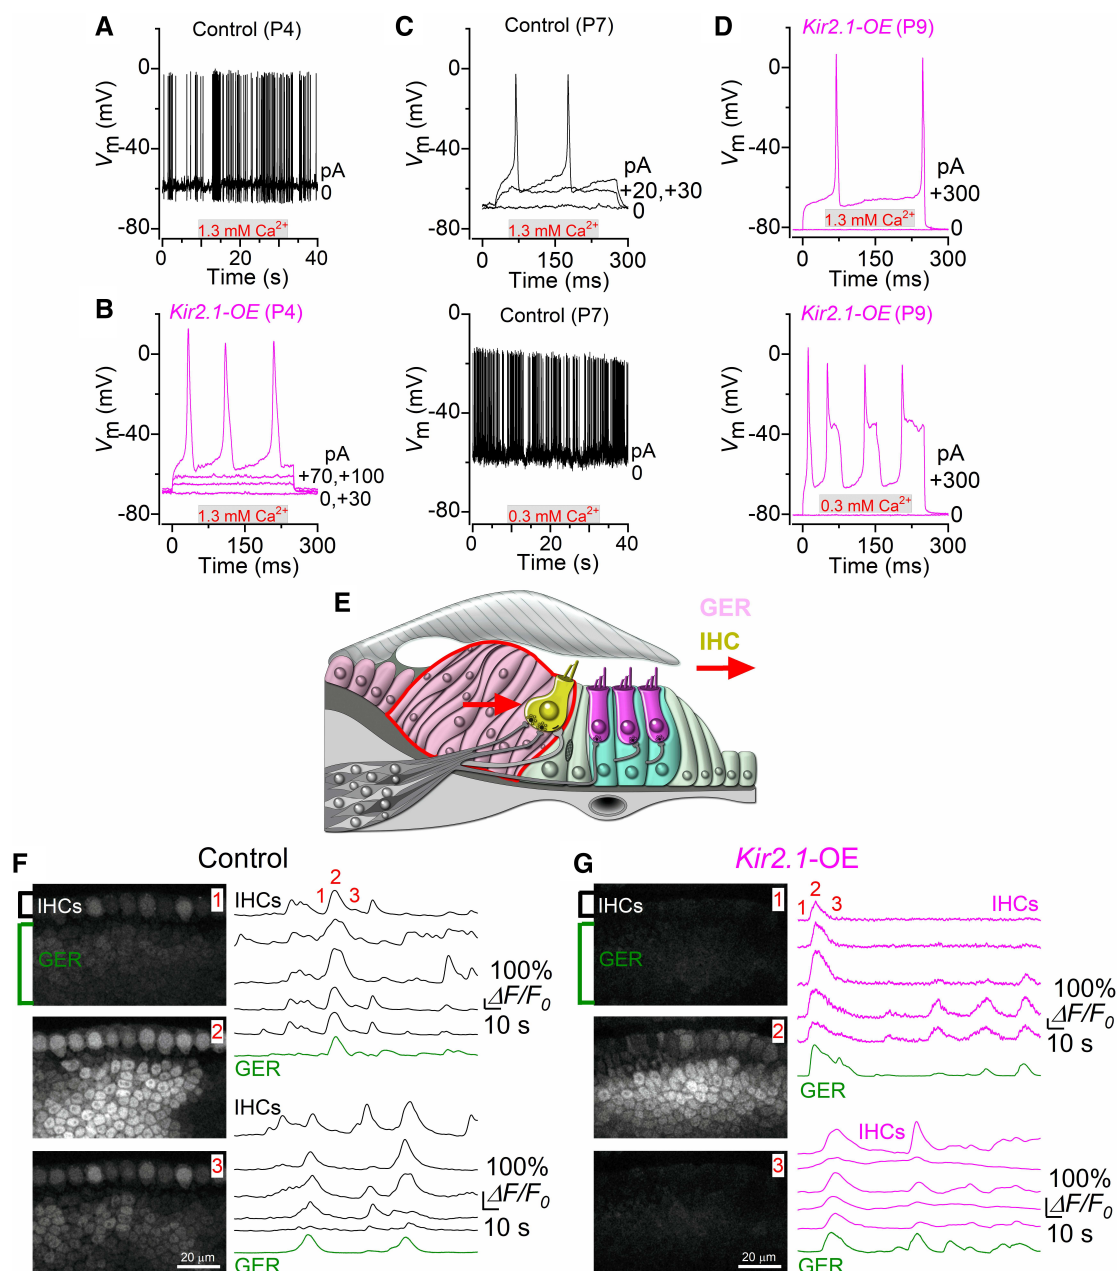 A
Control (P4)
0
-40
-80
Vm (mV)
pA
0
1.3 mM Ca2+
0 20 40
Time (s)
C
Control (P7)
0
-40
-80
Vm (mV)
pA
+20,+30
0
1.3 mM Ca2+
0 150 300
Time (ms)
D
Kir2.1-OE (P9)
0
-40
-80
Vm (mV)
pA
+300
0
1.3 mM Ca2+
0 150 300
Time (ms)
B
Kir2.1-OE (P4)
0
-40
-80
Vm (mV)
pA
+70,+100
0,+30
1.3 mM Ca2+
0 150 300
Time (ms)
Control (P7)
0
-40
-80
Vm (mV)
pA
0
0.3 mM Ca2+
0 20 40
Time (s)
Kir2.1-OE (P9)
0
-40
-80
Vm (mV)
pA
+300
0
0.3 mM Ca2+
0 150 300
Time (ms)
E
GER
IHC
F
Control
IHCs
1
GER
2
3
20 μm
IHCs
1 2 3
100%
ΔF/F0
10 s
GER
IHCs
100%
ΔF/F0
10 s
GER
G
Kir2.1-OE
IHCs
1
GER
2
3
20 μm
1 2 3
IHCs
100%
ΔF/F0
10 s
GER
IHCs
100%
ΔF/F0
10 s
GER